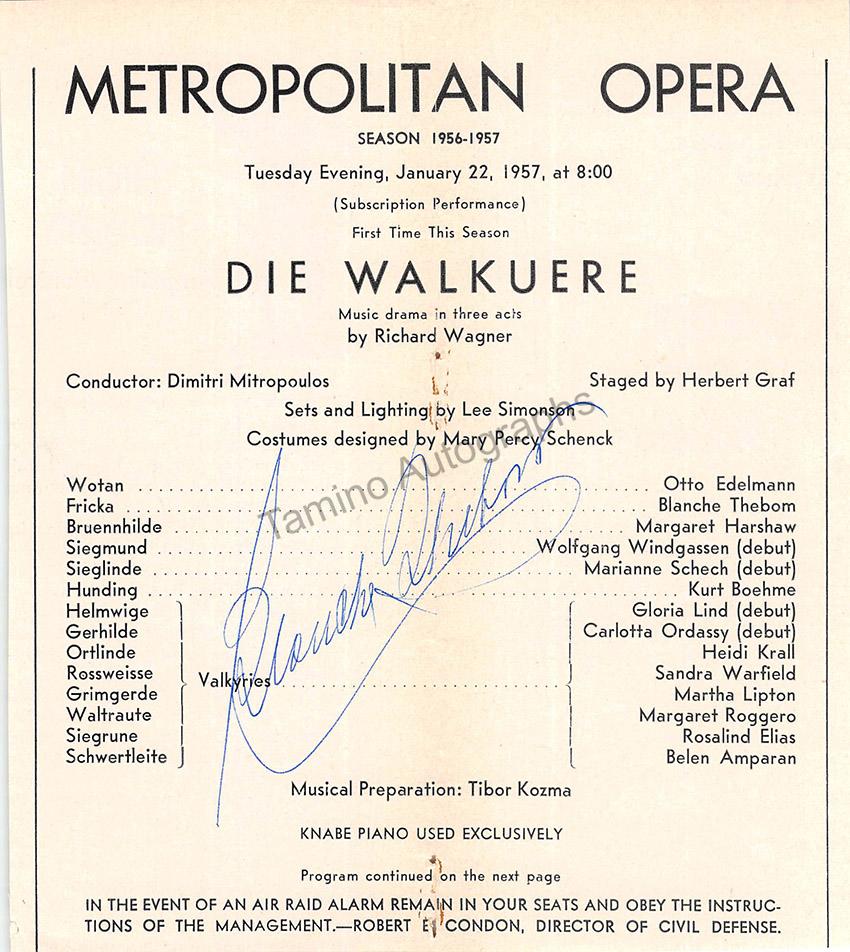 METROPOLITAN OPERA
SEASON 1956-1957
Tuesday Evening, January 22, 1957, at 8:00
(Subscription Performance)
First Time This Season
DIE WALKUERE
Music drama in three acts
by Richard Wagner
Conductor: Dimitri Mitropoulos Staged by Herbert Graf
Sets and Lighting by Lee Simonson
Costumes designed by Mary Percy Schenck
Tamino Autographs
Wotan Otto Edelmann
Fricka Blanche Thebom
Bruennhilde Margaret Harshaw
Siegmund Wolfgang Windgassen (debut)
Sieglinde Marianne Schech (debut)
Hunding Kurt Boehme
Helmwige Gloria Lind (debut)
Gerhilde Carlotta Ordassy (debut)
Ortlinde Heidi Krall
Rossweisse Sandra Warfield
Valkyries
Grimgerde Martha Lipton
Waltraute Margaret Roggero
Siegrune Rosalind Elias
Schwertleite Belen Amparan
Blanche Thebom
Musical Preparation: Tibor Kozma
KNABE PIANO USED EXCLUSIVELY
Program continued on the next page
IN THE EVENT OF AN AIR RAID ALARM REMAIN IN YOUR SEATS AND OBEY THE INSTRUC-
TIONS OF THE MANAGEMENT.—ROBERT E. CONDON, DIRECTOR OF CIVIL DEFENSE.